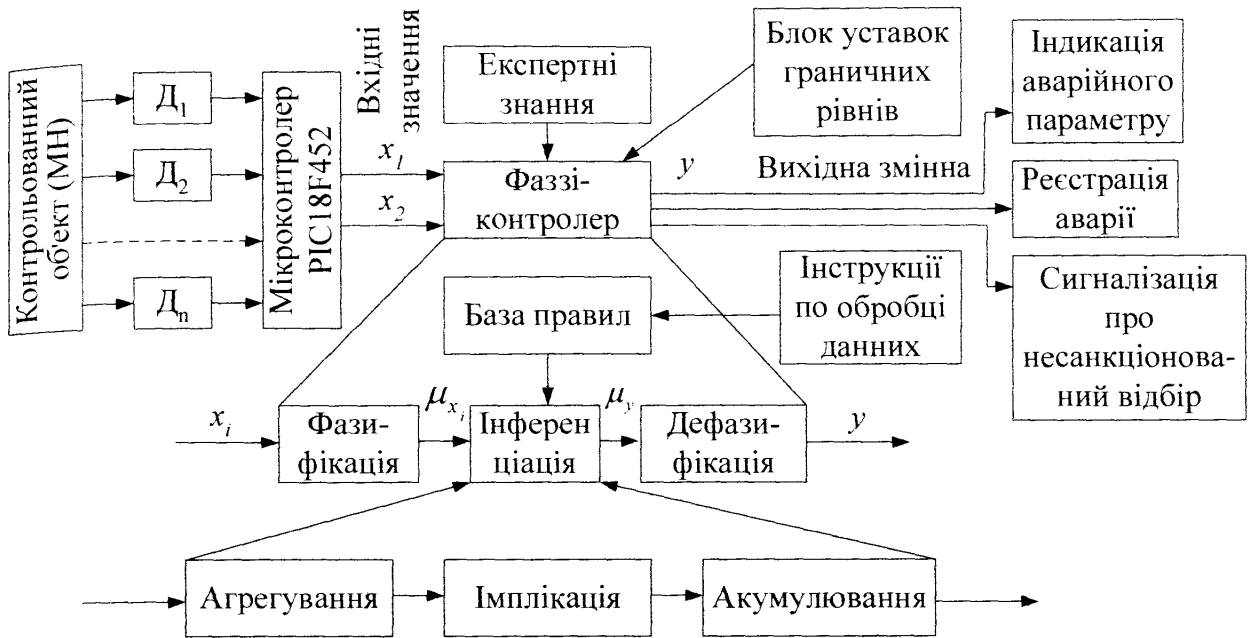 Контрольованний
об'ект (МН)
Д1
Д2
Дn
Мікроконтролер
PIC18F452
Вхідні
значення
x1
x2
Експертні
знання
Фаззі-
контролер
Блок уставок
граничних
рівнів
y
Вихідна змінна
Індикація
аварійного
параметру
Реєстрація
аварії
Сигналізація
про
несанкціонова-
ний відбір
База правил
Інструкції
по обробці
данних
xi
Фази-
фікація
μxi
Інферен
ціація
μy
Дефази-
фікація
y
Агрегування
Імплікація
Акумулювання